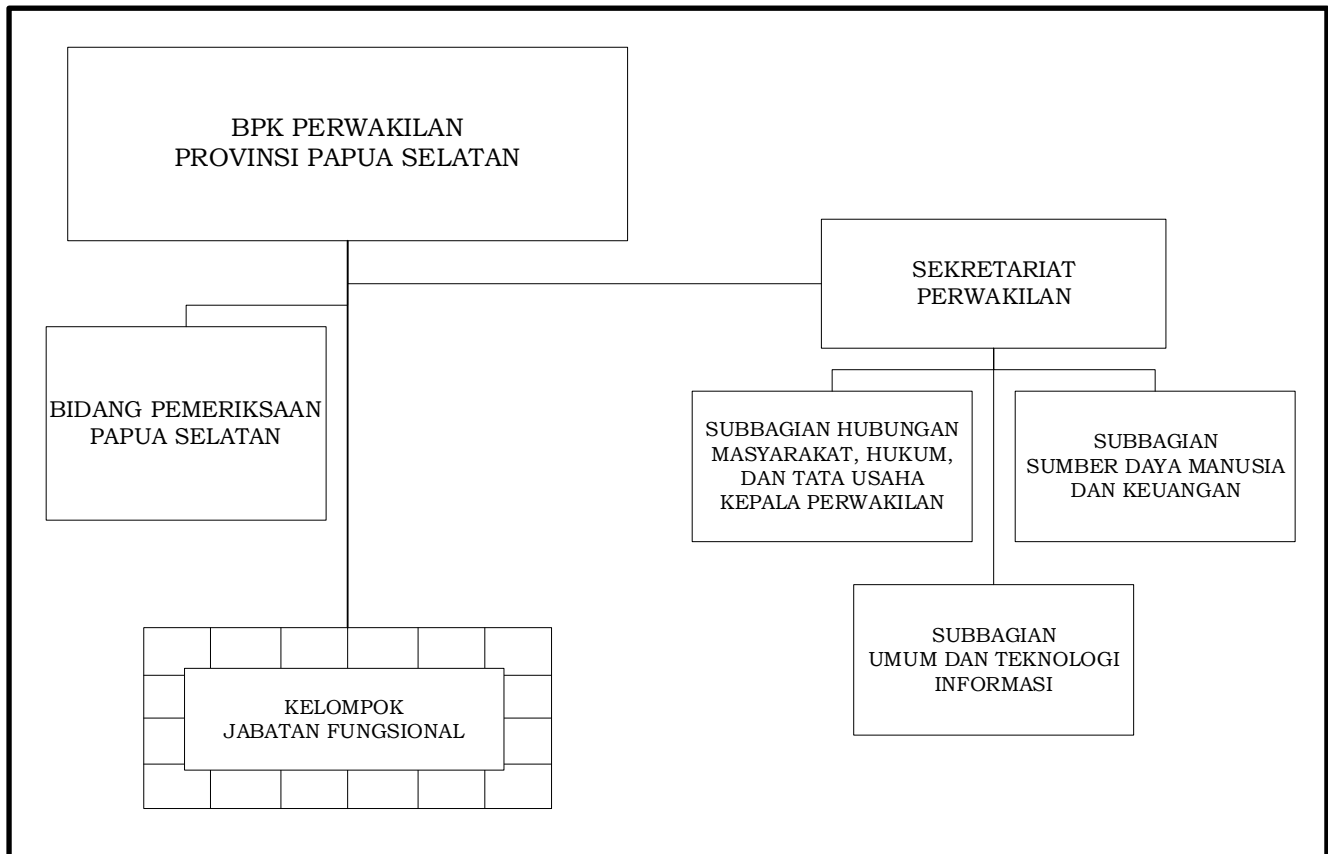 BPK PERWAKILAN
PROVINSI PAPUA SELATAN
SEKRETARIAT
PERWAKILAN
BIDANG PEMERIKSAAN
PAPUA SELATAN
SUBBAGIAN HUBUNGAN
MASYARAKAT, HUKUM,
DAN TATA USAHA
KEPALA PERWAKILAN
SUBBAGIAN
SUMBER DAYA MANUSIA
DAN KEUANGAN
SUBBAGIAN
UMUM DAN TEKNOLOGI
INFORMASI
KELOMPOK
JABATAN FUNGSIONAL